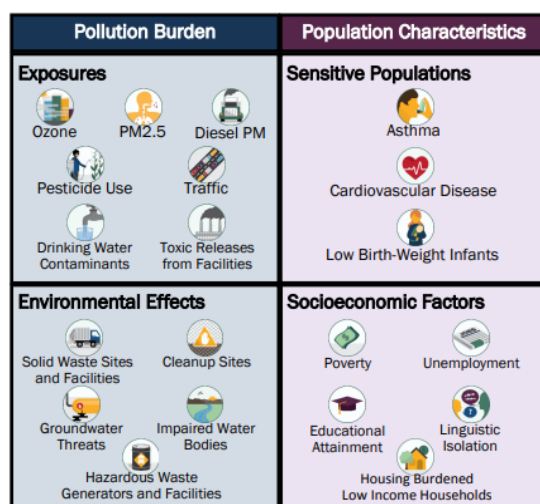 Pollution Burden
Population Characteristics
Exposures
Ozone
PM2.5
Diesel PM
Pesticide Use
Traffic
Drinking Water
Contaminants
Toxic Releases
from Facilities
Sensitive Populations
Asthma
Cardiovascular Disease
Low Birth-Weight Infants
Environmental Effects
Solid Waste Sites
and Facilities
Cleanup Sites
Groundwater
Threats
Impaired Water
Bodies
Hazardous Waste
Generators and Facilities
Socioeconomic Factors
Poverty
Unemployment
Educational
Attainment
Linguistic
Isolation
Housing Burdened
Low Income Households